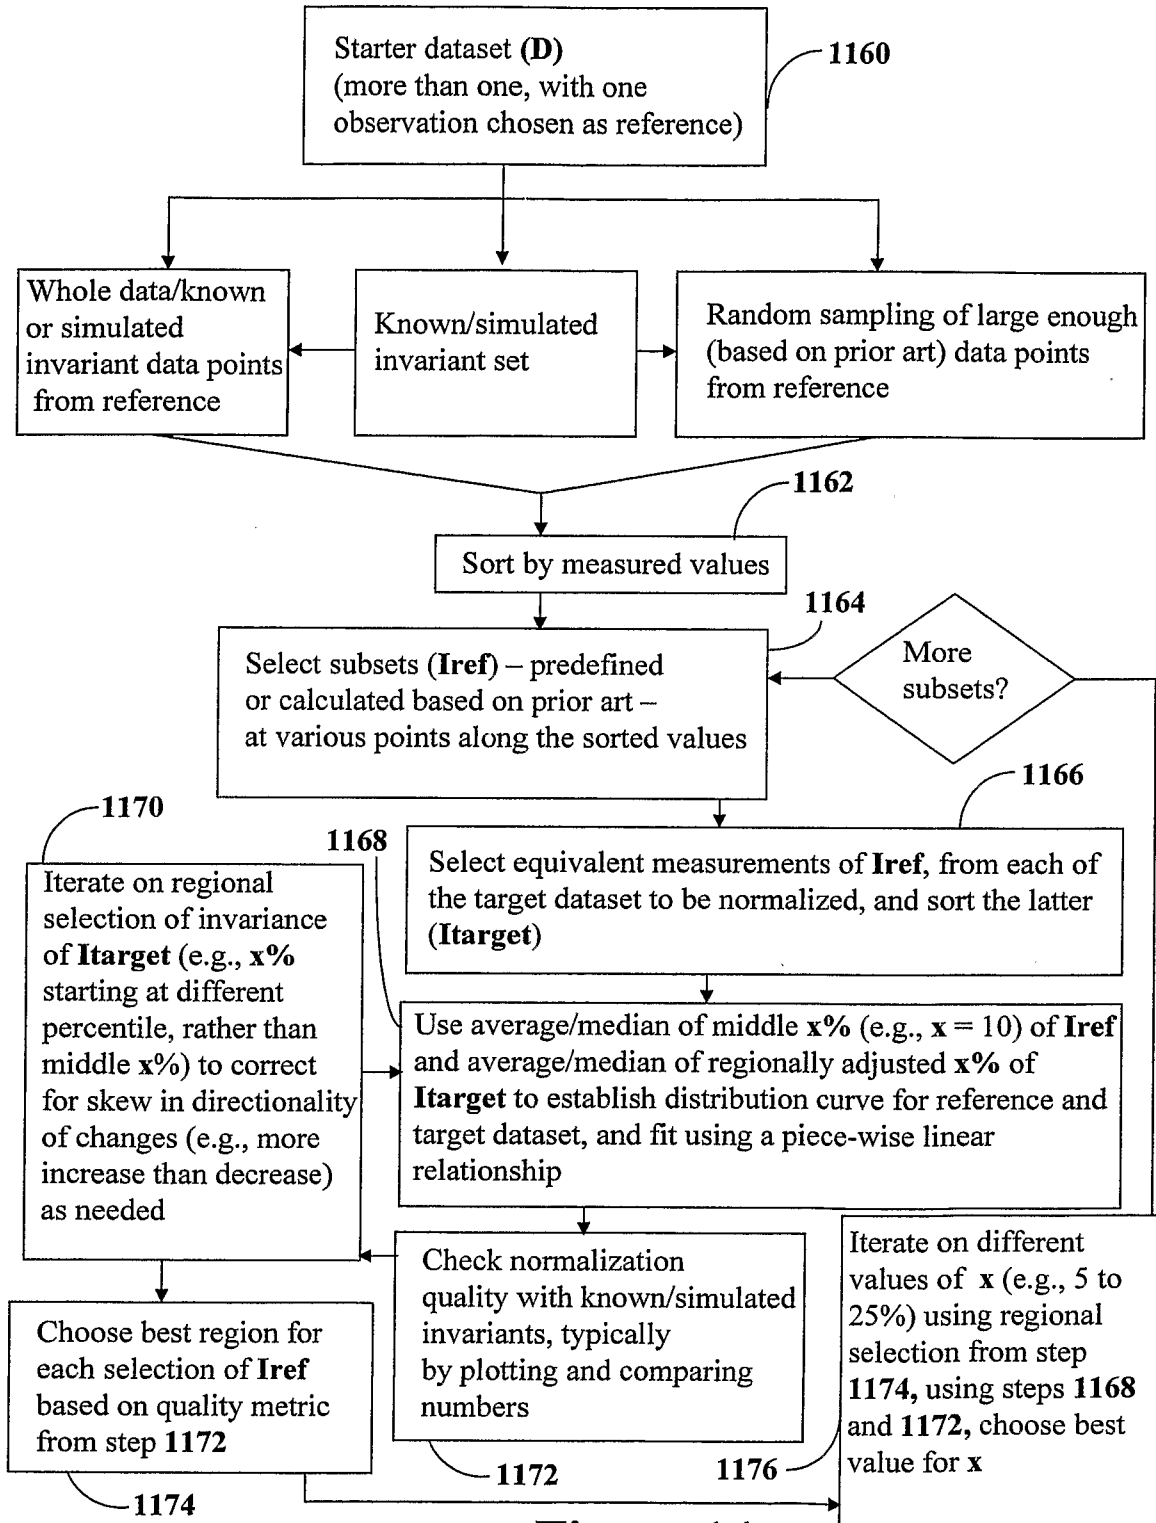 Starter dataset (D)
(more than one, with one
observation chosen as reference)
1160
Whole data/known
or simulated
invariant data points
from reference
Known/simulated
invariant set
Random sampling of large enough
(based on prior art) data points
from reference
1162
Sort by measured values
1164
Select subsets (Iref) – predefined
or calculated based on prior art –
at various points along the sorted values
More
subsets?
1166
Select equivalent measurements of Iref, from each of
the target dataset to be normalized, and sort the latter
(Itarget)
1170
Iterate on regional
selection of invariance
of Itarget (e.g., x%
starting at different
percentile, rather than
middle x%) to correct
for skew in directionality
of changes (e.g., more
increase than decrease)
as needed
1168
Use average/median of middle x% (e.g., x = 10) of Iref
and average/median of regionally adjusted x% of
Itarget to establish distribution curve for reference and
target dataset, and fit using a piece-wise linear
relationship
Check normalization
quality with known/simulated
invariants, typically
by plotting and comparing
numbers
1172
Choose best region for
each selection of Iref
based on quality metric
from step 1172
1174
Iterate on different
values of x (e.g., 5 to
25%) using regional
selection from step
1174, using steps 1168
and 1172, choose best
value for x
1176